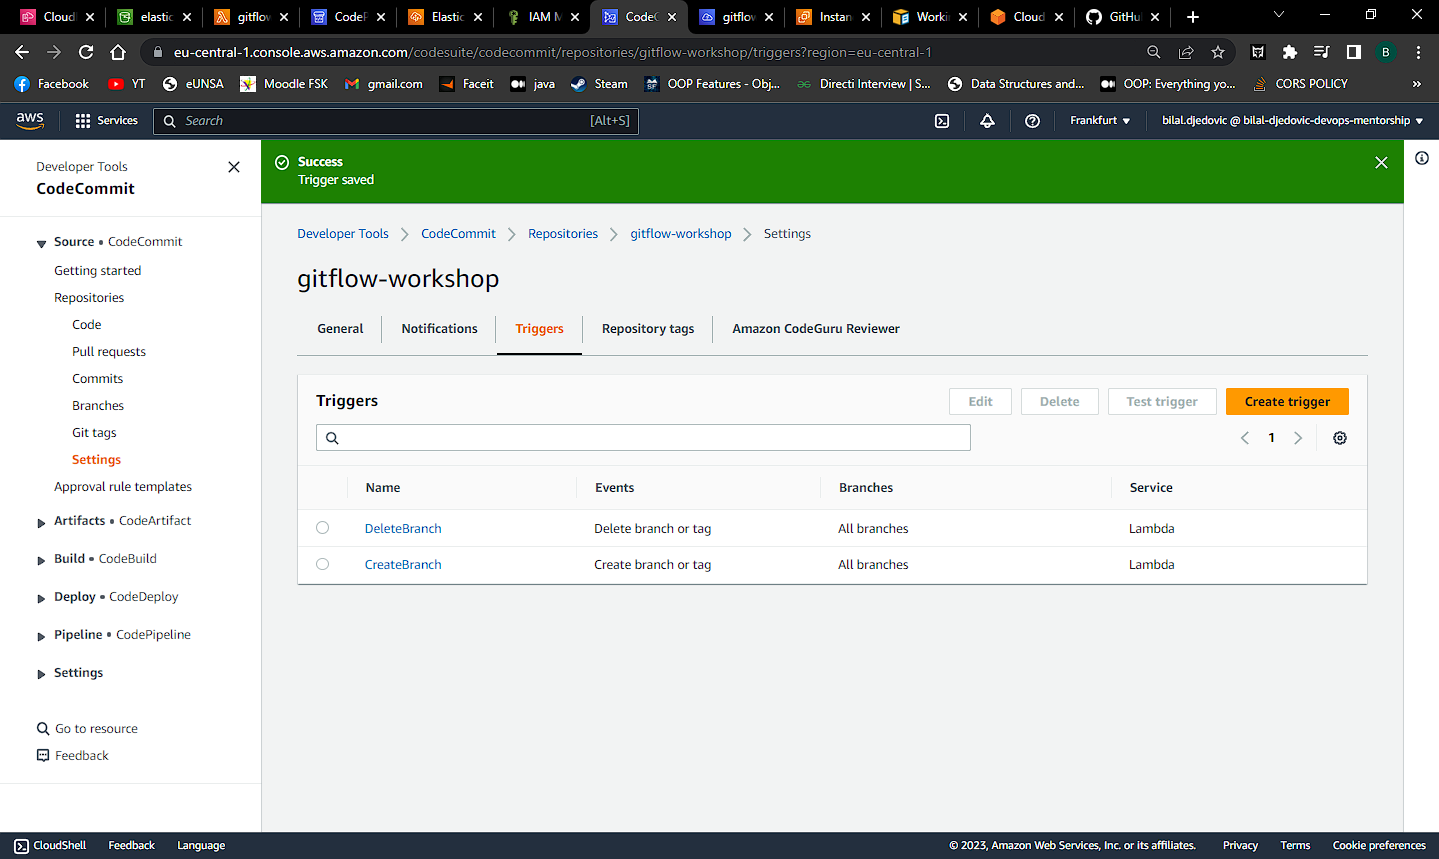 CloudF
elastic
gitflow
CodeP
Elastic
IAM M
CodeC
gitflow
Instan
Workin
Cloud
GitHu
eu-central-1.console.aws.amazon.com/codesuite/codecommit/repositories/gitflow-workshop/triggers?region=eu-central-1
B
Facebook YT eUNSA Moodle FSK gmail.com Faceit java Steam OOP Features - Obj... Directi Interview | S... Data Structures and... OOP: Everything yo... CORS POLICY »
aws Services Search [Alt+S] Frankfurt bilal.djedovic @ bilal-djedovic-devops-mentorship
Developer Tools
CodeCommit
Success
Trigger saved
Source • CodeCommit
Getting started
Repositories
Code
Pull requests
Commits
Branches
Git tags
Settings
Approval rule templates
Artifacts • CodeArtifact
Build • CodeBuild
Deploy • CodeDeploy
Pipeline • CodePipeline
Settings
Go to resource
Feedback
Developer Tools > CodeCommit > Repositories > gitflow-workshop > Settings
gitflow-workshop
General Notifications Triggers Repository tags Amazon CodeGuru Reviewer
Triggers Edit Delete Test trigger Create trigger
1
Name Events Branches Service
DeleteBranch Delete branch or tag All branches Lambda
CreateBranch Create branch or tag All branches Lambda
CloudShell Feedback Language © 2023, Amazon Web Services, Inc. or its affiliates. Privacy Terms Cookie preferences